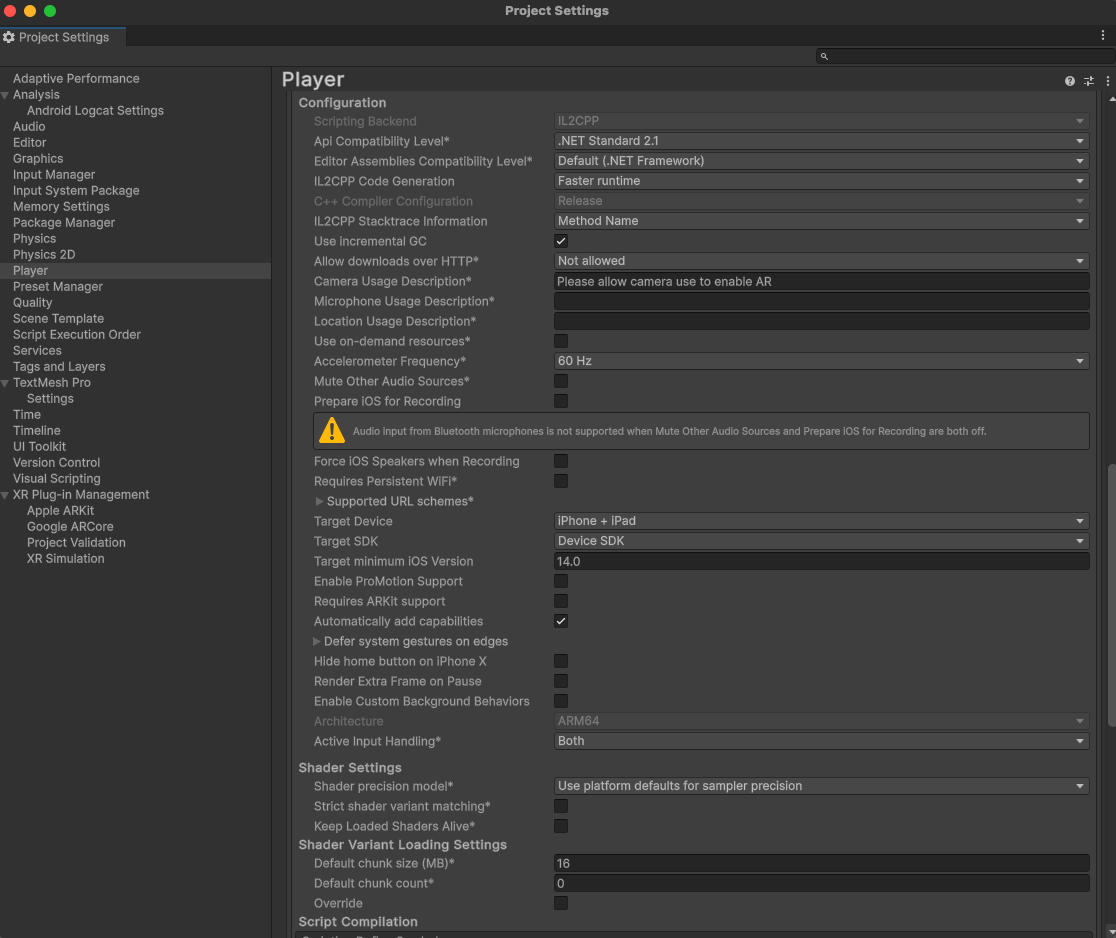 Project Settings
Project Settings
Adaptive Performance
Analysis
Android Logcat Settings
Audio
Editor
Graphics
Input Manager
Input System Package
Memory Settings
Package Manager
Physics
Physics 2D
Player
Preset Manager
Quality
Scene Template
Script Execution Order
Services
Tags and Layers
TextMesh Pro
Settings
Time
Timeline
UI Toolkit
Version Control
Visual Scripting
XR Plug-in Management
Apple ARKit
Google ARCore
Project Validation
XR Simulation
Player
Configuration
Scripting Backend IL2CPP
Api Compatibility Level* .NET Standard 2.1
Editor Assemblies Compatibility Level* Default (.NET Framework)
IL2CPP Code Generation Faster runtime
C++ Compiler Configuration Release
IL2CPP Stacktrace Information Method Name
Use incremental GC
Allow downloads over HTTP* Not allowed
Camera Usage Description* Please allow camera use to enable AR
Microphone Usage Description*
Location Usage Description*
Use on-demand resources*
Accelerometer Frequency* 60 Hz
Mute Other Audio Sources*
Prepare iOS for Recording
Audio input from Bluetooth microphones is not supported when Mute Other Audio Sources and Prepare iOS for Recording are both off.
Force iOS Speakers when Recording
Requires Persistent WiFi*
Supported URL schemes*
Target Device iPhone + iPad
Target SDK Device SDK
Target minimum iOS Version 14.0
Enable ProMotion Support
Requires ARKit support
Automatically add capabilities
Defer system gestures on edges
Hide home button on iPhone X
Render Extra Frame on Pause
Enable Custom Background Behaviors
Architecture ARM64
Active Input Handling* Both
Shader Settings
Shader precision model* Use platform defaults for sampler precision
Strict shader variant matching*
Keep Loaded Shaders Alive*
Shader Variant Loading Settings
Default chunk size (MB)* 16
Default chunk count* 0
Override
Script Compilation